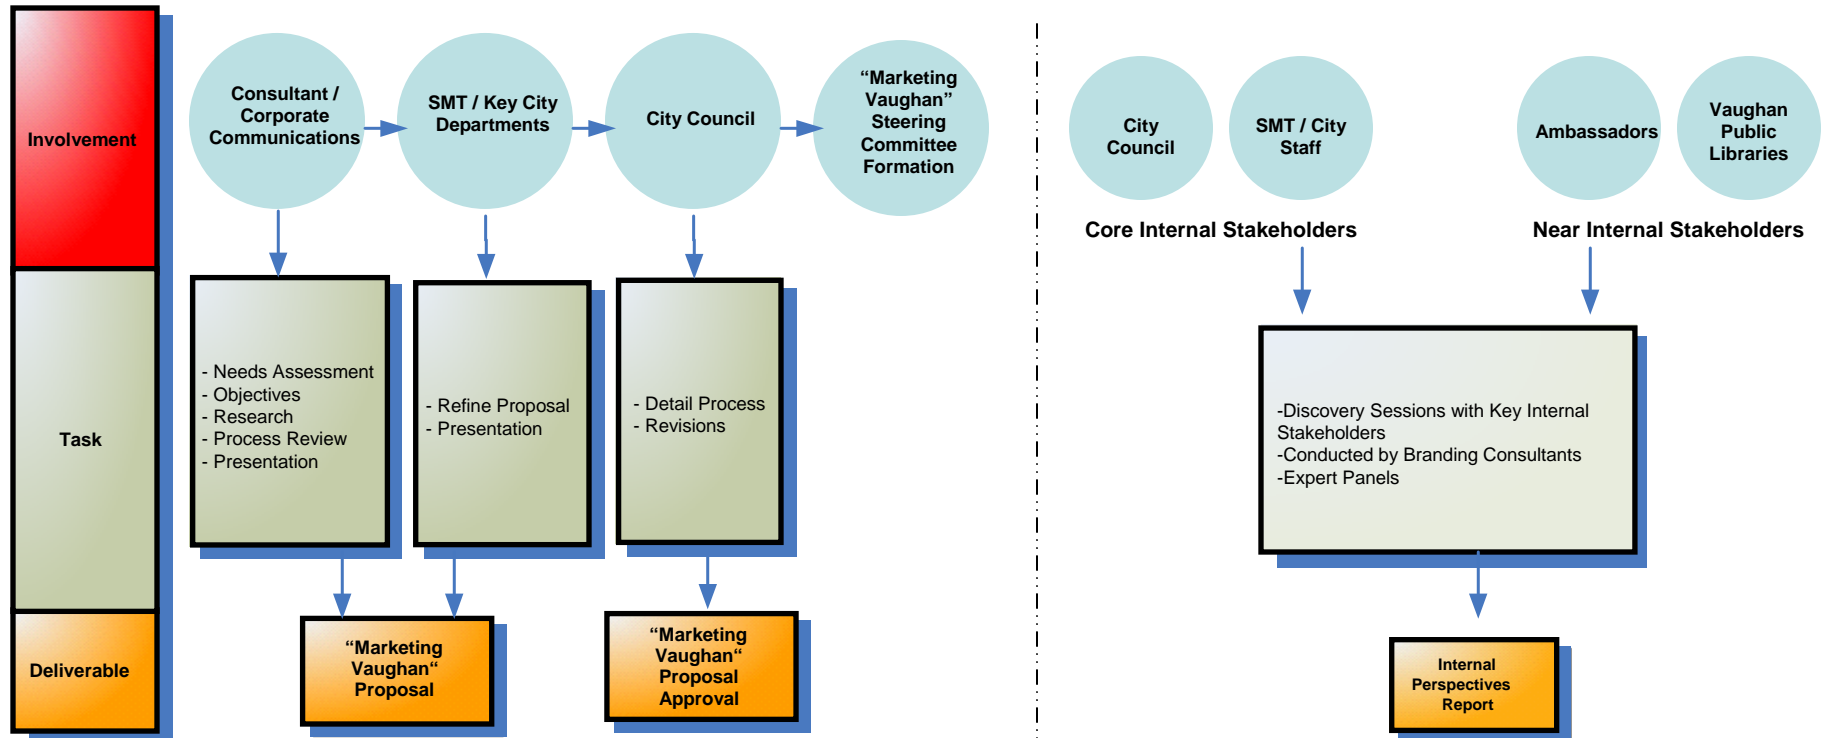 Involvement
Consultant /
Corporate
Communications
SMT / Key City
Departments
City Council
“Marketing
Vaughan”
Steering
Committee
Formation
City
Council
SMT / City
Staff
Ambassadors
Vaughan
Public
Libraries
Core Internal Stakeholders
Near Internal Stakeholders
Task
- Needs Assessment
- Objectives
- Research
- Process Review
- Presentation
- Refine Proposal
- Presentation
- Detail Process
- Revisions
-Discovery Sessions with Key Internal
Stakeholders
-Conducted by Branding Consultants
-Expert Panels
Deliverable
“Marketing
Vaughan“
Proposal
“Marketing
Vaughan“
Proposal
Approval
Internal
Perspectives
Report